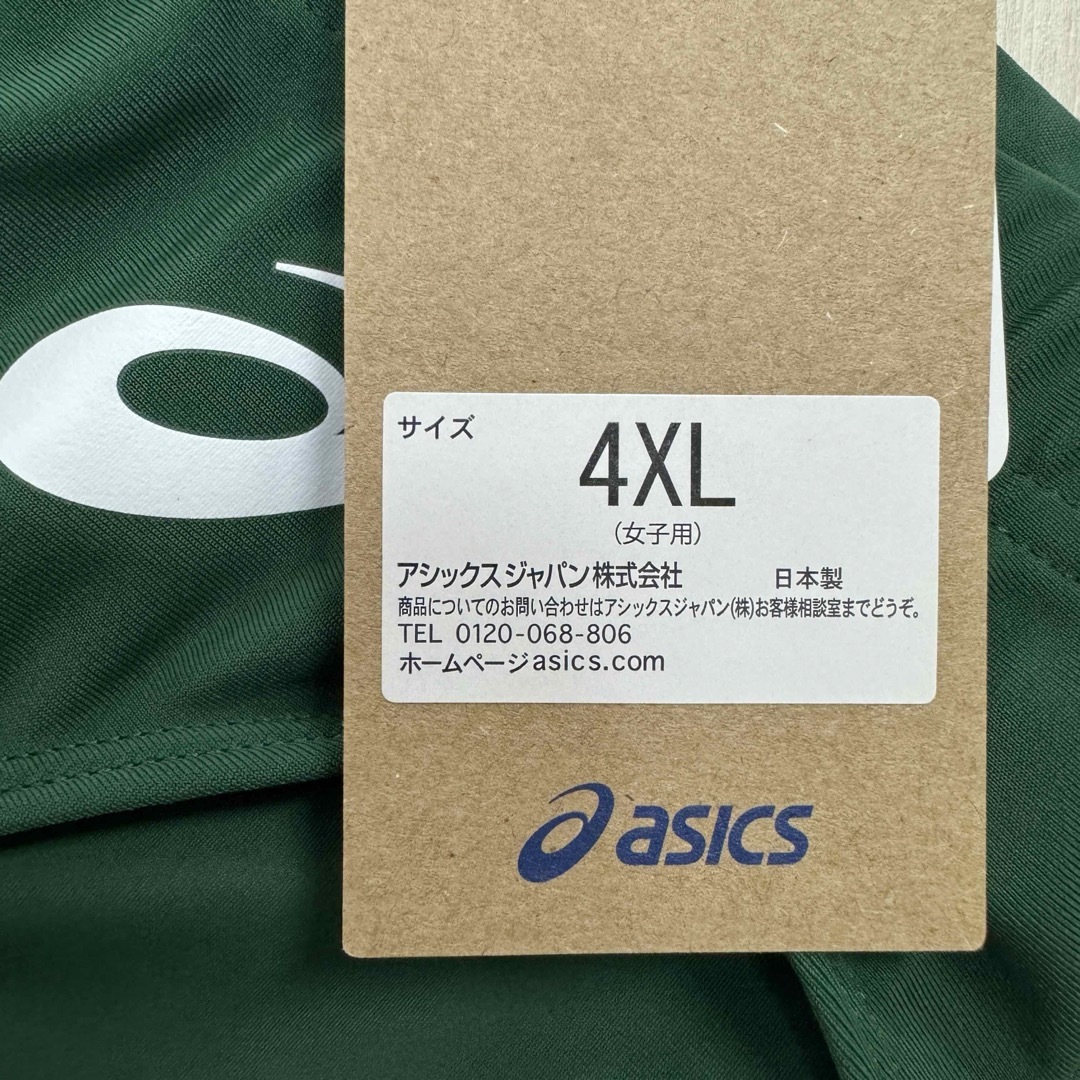 サイズ
4XL
(女子用)
アシックスジャパン株式会社 日本製
商品についてのお問い合わせはアシックスジャパン(株)お客様相談室までどうぞ。
TEL 0120-068-806
ホームページasics.com
asics